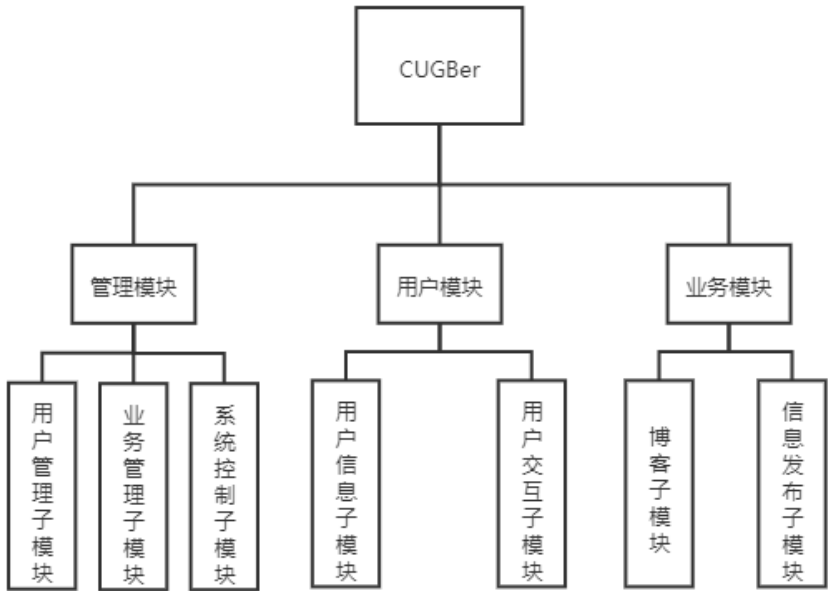 CUGBer
管理模块
用户模块
业务模块
用户管理子模块
业务管理子模块
系统控制子模块
用户信息子模块
用户交互子模块
博客子模块
信息发布子模块